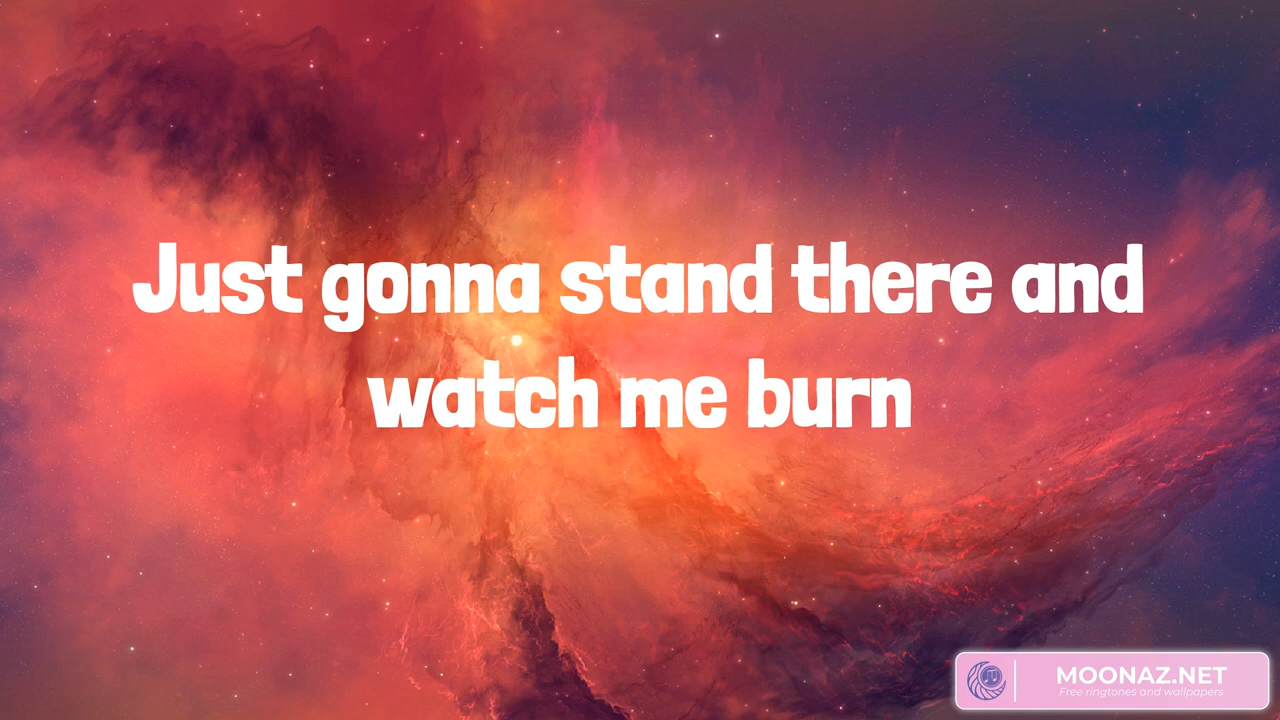 Just gonna stand there and
watch me burn
MOONAZ.NET
Free ringtones and wallpapers